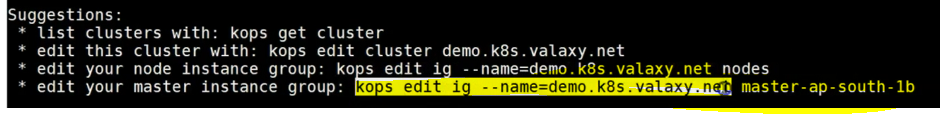 Suggestions:
* list clusters with: kops get cluster
* edit this cluster with: kops edit cluster demo.k8s.valaxy.net
* edit your node instance group: kops edit ig --name=demo.k8s.valaxy.net nodes
* edit your master instance group: kops edit ig --name=demo.k8s.valaxy.net master-ap-south-1b